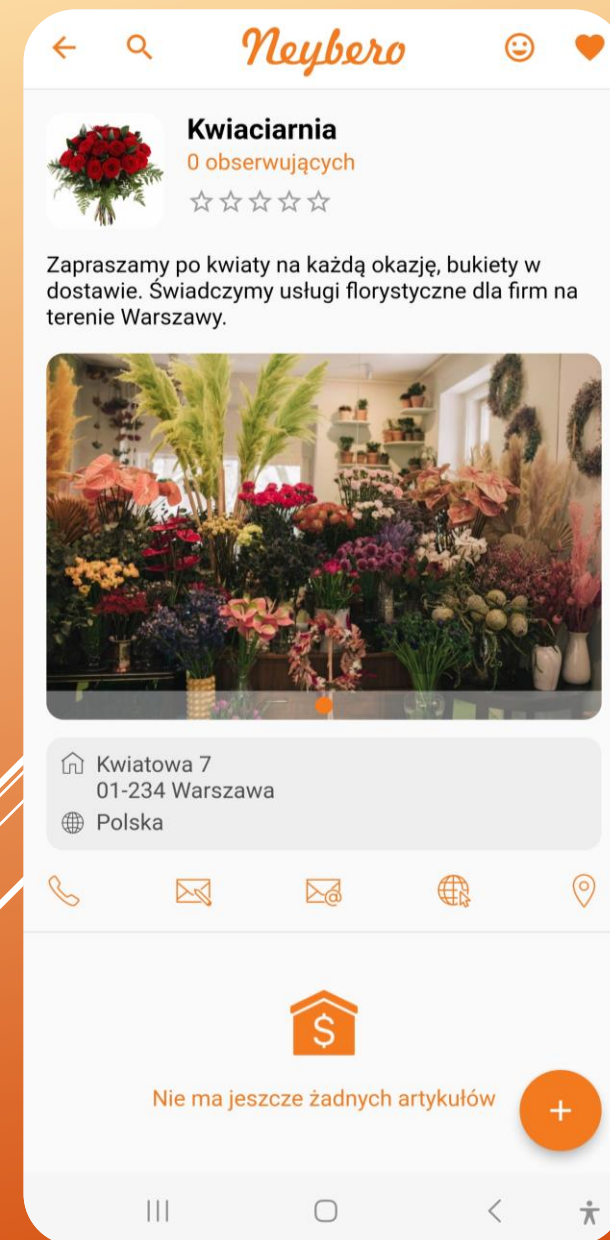 Neybero
Kwiaciarnia
0 obserwujących
Zapraszamy po kwiaty na każdą okazję, bukiety w
dostawie. Świadczymy usługi florystyczne dla firm na
terenie Warszawy.
Kwiatowa 7
01-234 Warszawa
Polska
Nie ma jeszcze żadnych artykułów